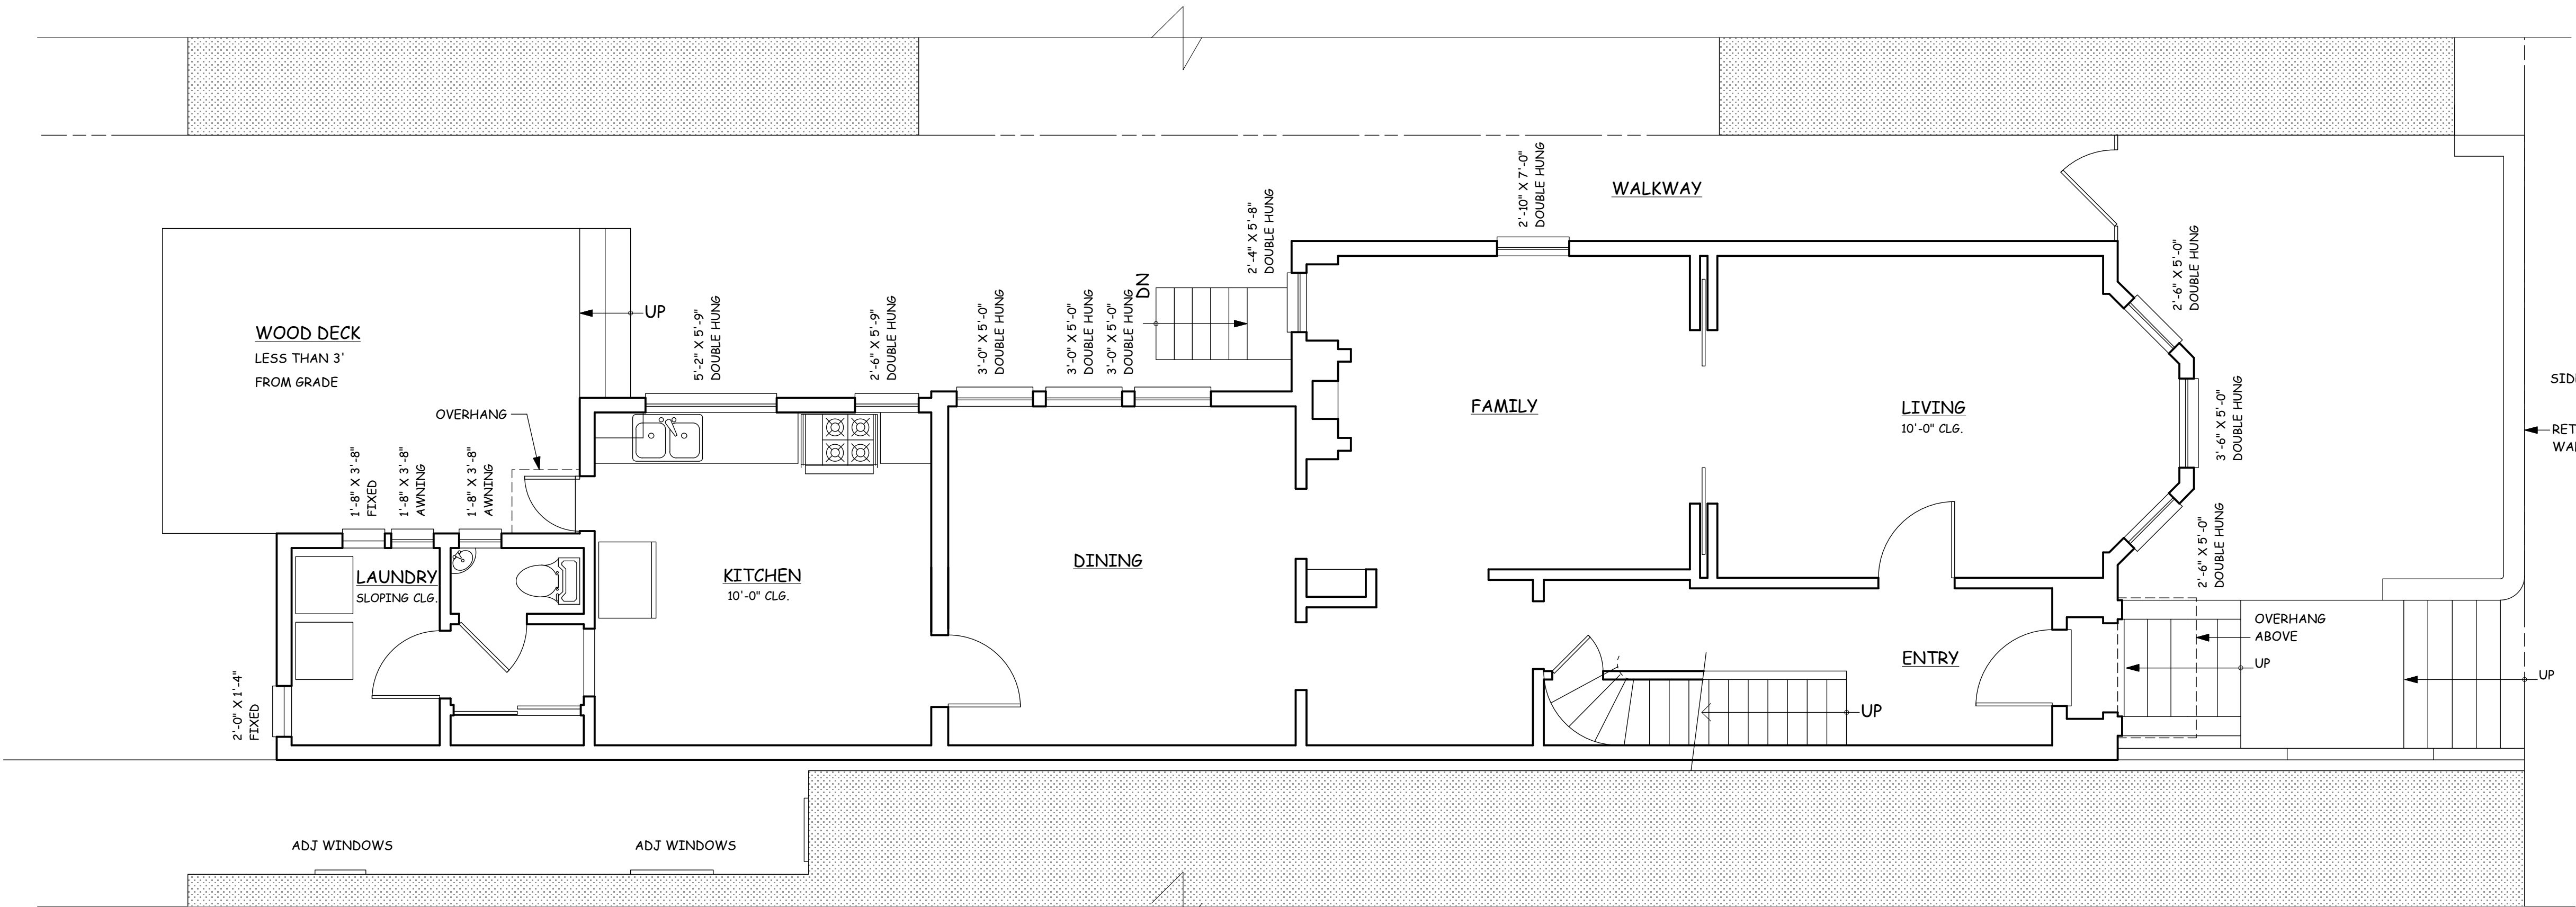 WALKWAY
2'-10" X 7'-0"
DOUBLE HUNG
2'-4" X 5'-8"
DOUBLE HUNG
DN
2'-6" X 5'-0"
DOUBLE HUNG
WOOD DECK
LESS THAN 3'
FROM GRADE
UP
5'-2" X 5'-9"
DOUBLE HUNG
2'-6" X 5'-9"
DOUBLE HUNG
3'-0" X 5'-0"
DOUBLE HUNG
3'-0" X 5'-0"
DOUBLE HUNG
3'-0" X 5'-0"
DOUBLE HUNG
OVERHANG
FAMILY
LIVING
10'-0" CLG.
3'-6" X 5'-0"
DOUBLE HUNG
1'-8" X 3'-8"
FIXED
1'-8" X 3'-8"
AWNING
1'-8" X 3'-8"
AWNING
2'-6" X 5'-0"
DOUBLE HUNG
LAUNDRY
SLOPING CLG.
KITCHEN
10'-0" CLG.
DINING
ENTRY
OVERHANG
ABOVE
UP
UP
UP
2'-0" X 1'-4"
FIXED
ADJ WINDOWS
ADJ WINDOWS